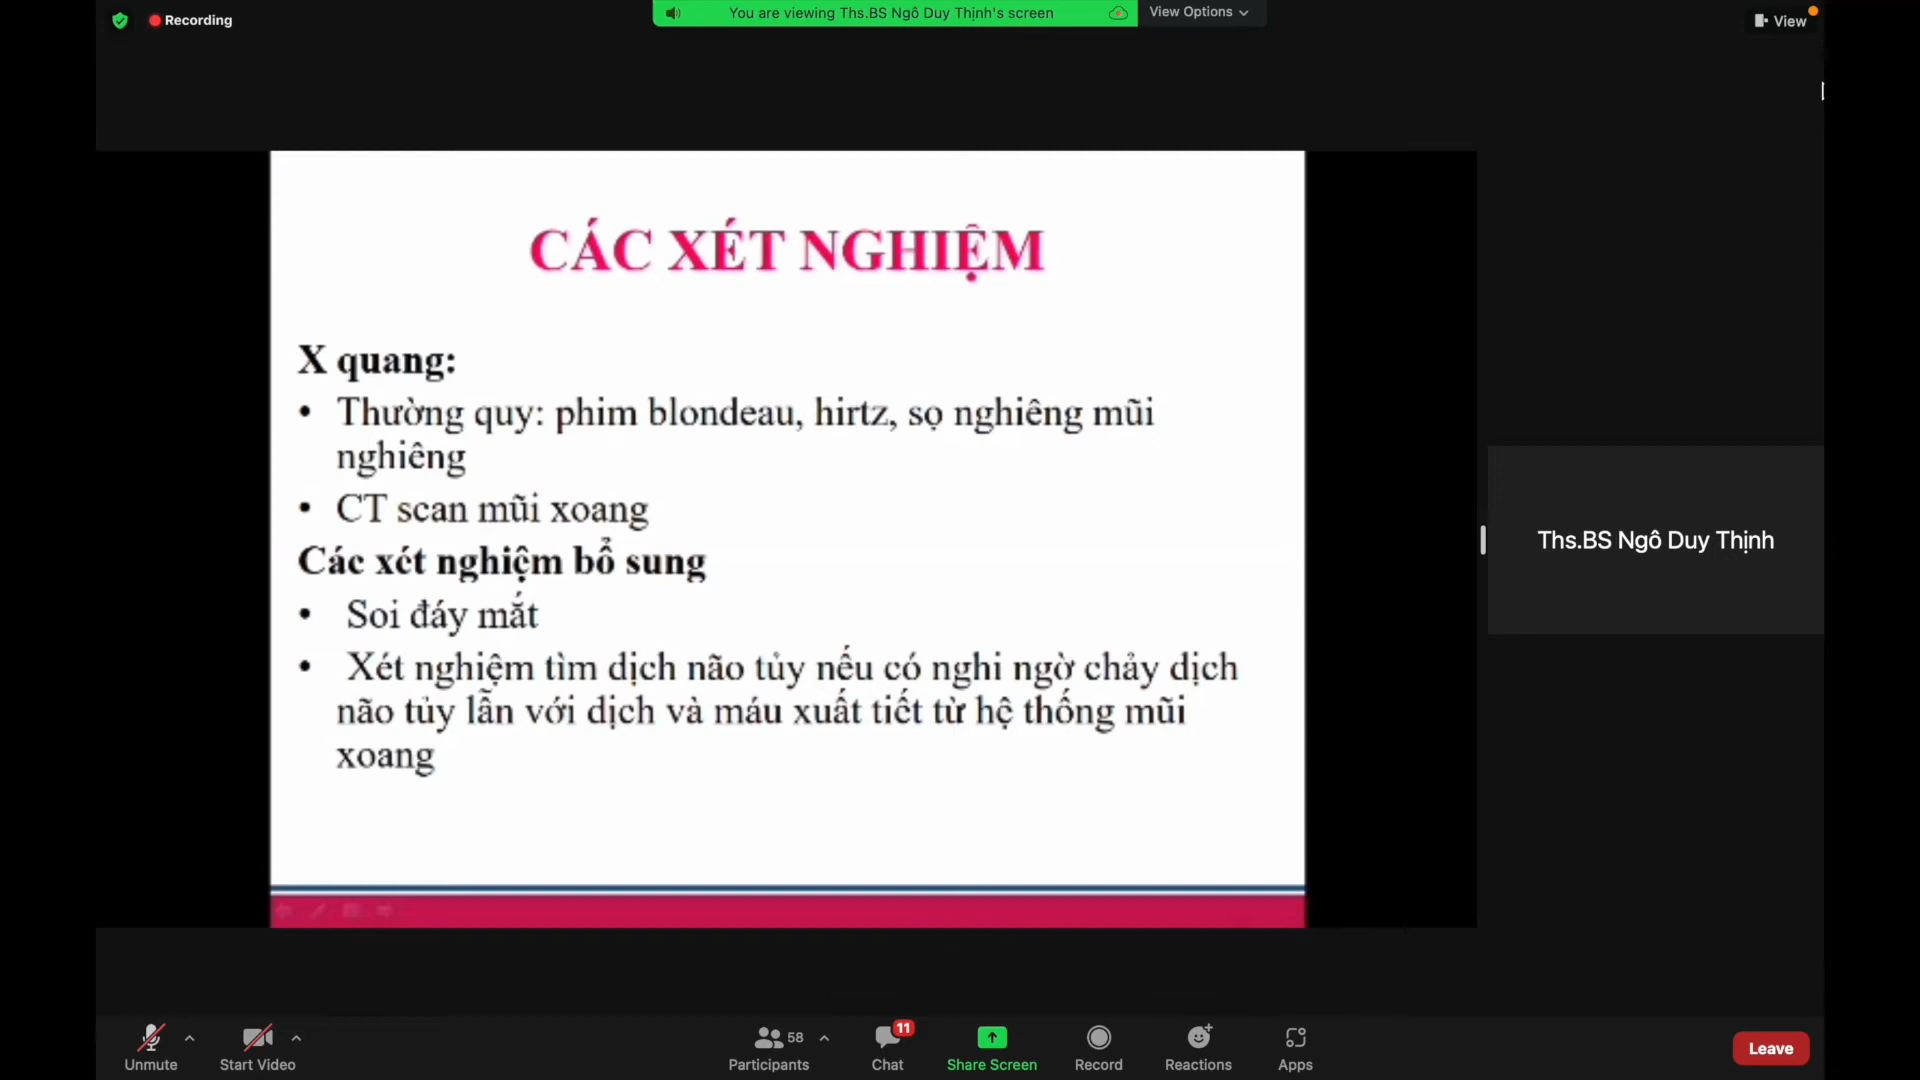 Recording
You are viewing Ths.BS Ngô Duy Thịnh's screen
View Options
View
CÁC XÉT NGHIỆM
X quang:
• Thường quy: phim blondeau, hirtz, sọ nghiêng mũi
nghiêng
• CT scan mũi xoang
Các xét nghiệm bổ sung
• Soi đáy mắt
• Xét nghiệm tìm dịch não tủy nếu có nghi ngờ chảy dịch
não tủy lẫn với dịch và máu xuất tiết từ hệ thống mũi
xoang
Ths.BS Ngô Duy Thịnh
Unmute
Start Video
58
Participants
11
Chat
Share Screen
Record
Reactions
Apps
Leave